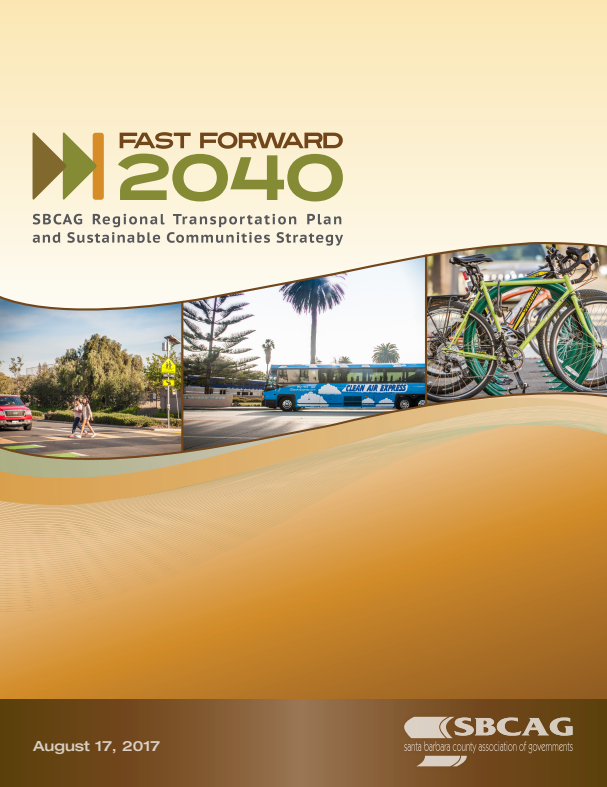 FAST FORWARD
2040
SBCAG Regional Transportation Plan
and Sustainable Communities Strategy
CLEAN AIR EXPRESS
August 17, 2017
SBCAG
santa barbara county association of governments